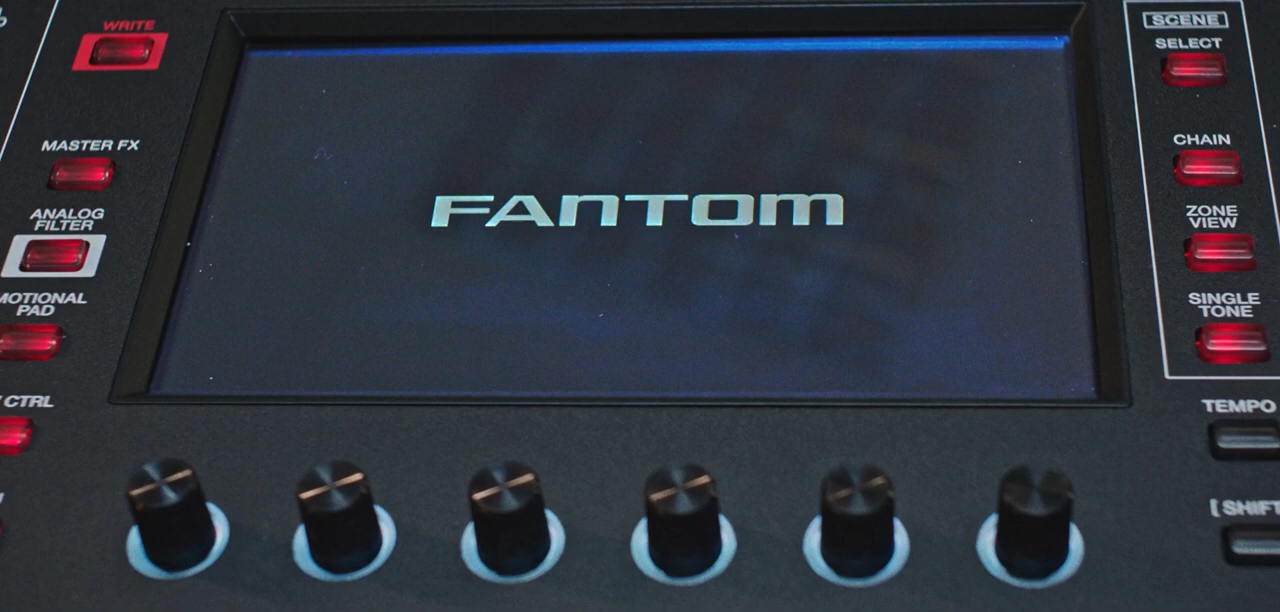 WRITE
MASTER FX
ANALOG
FILTER
MOTIONAL
PAD
CTRL
FANTOM
SCENE
SELECT
CHAIN
ZONE
VIEW
SINGLE
TONE
TEMPO
[SHIFT